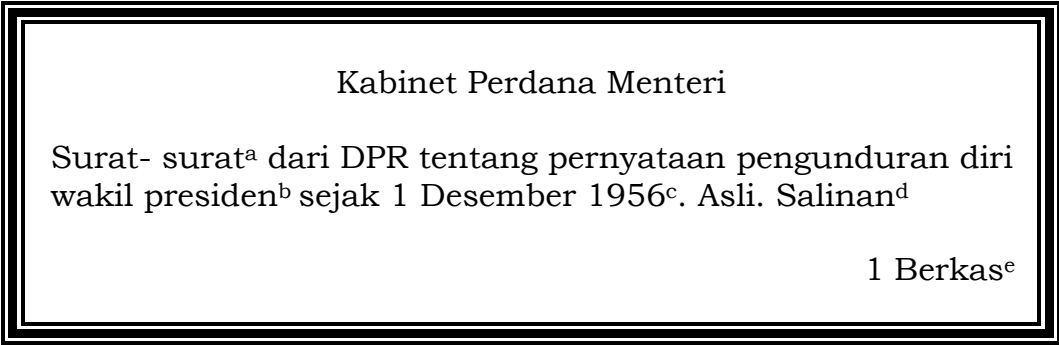 Kabinet Perdana Menteri
Surat- suratᵃ dari DPR tentang pernyataan pengunduran diri
wakil presidenᵇ sejak 1 Desember 1956ᶜ. Asli. Salinanᵈ
1 Berkasᵉ